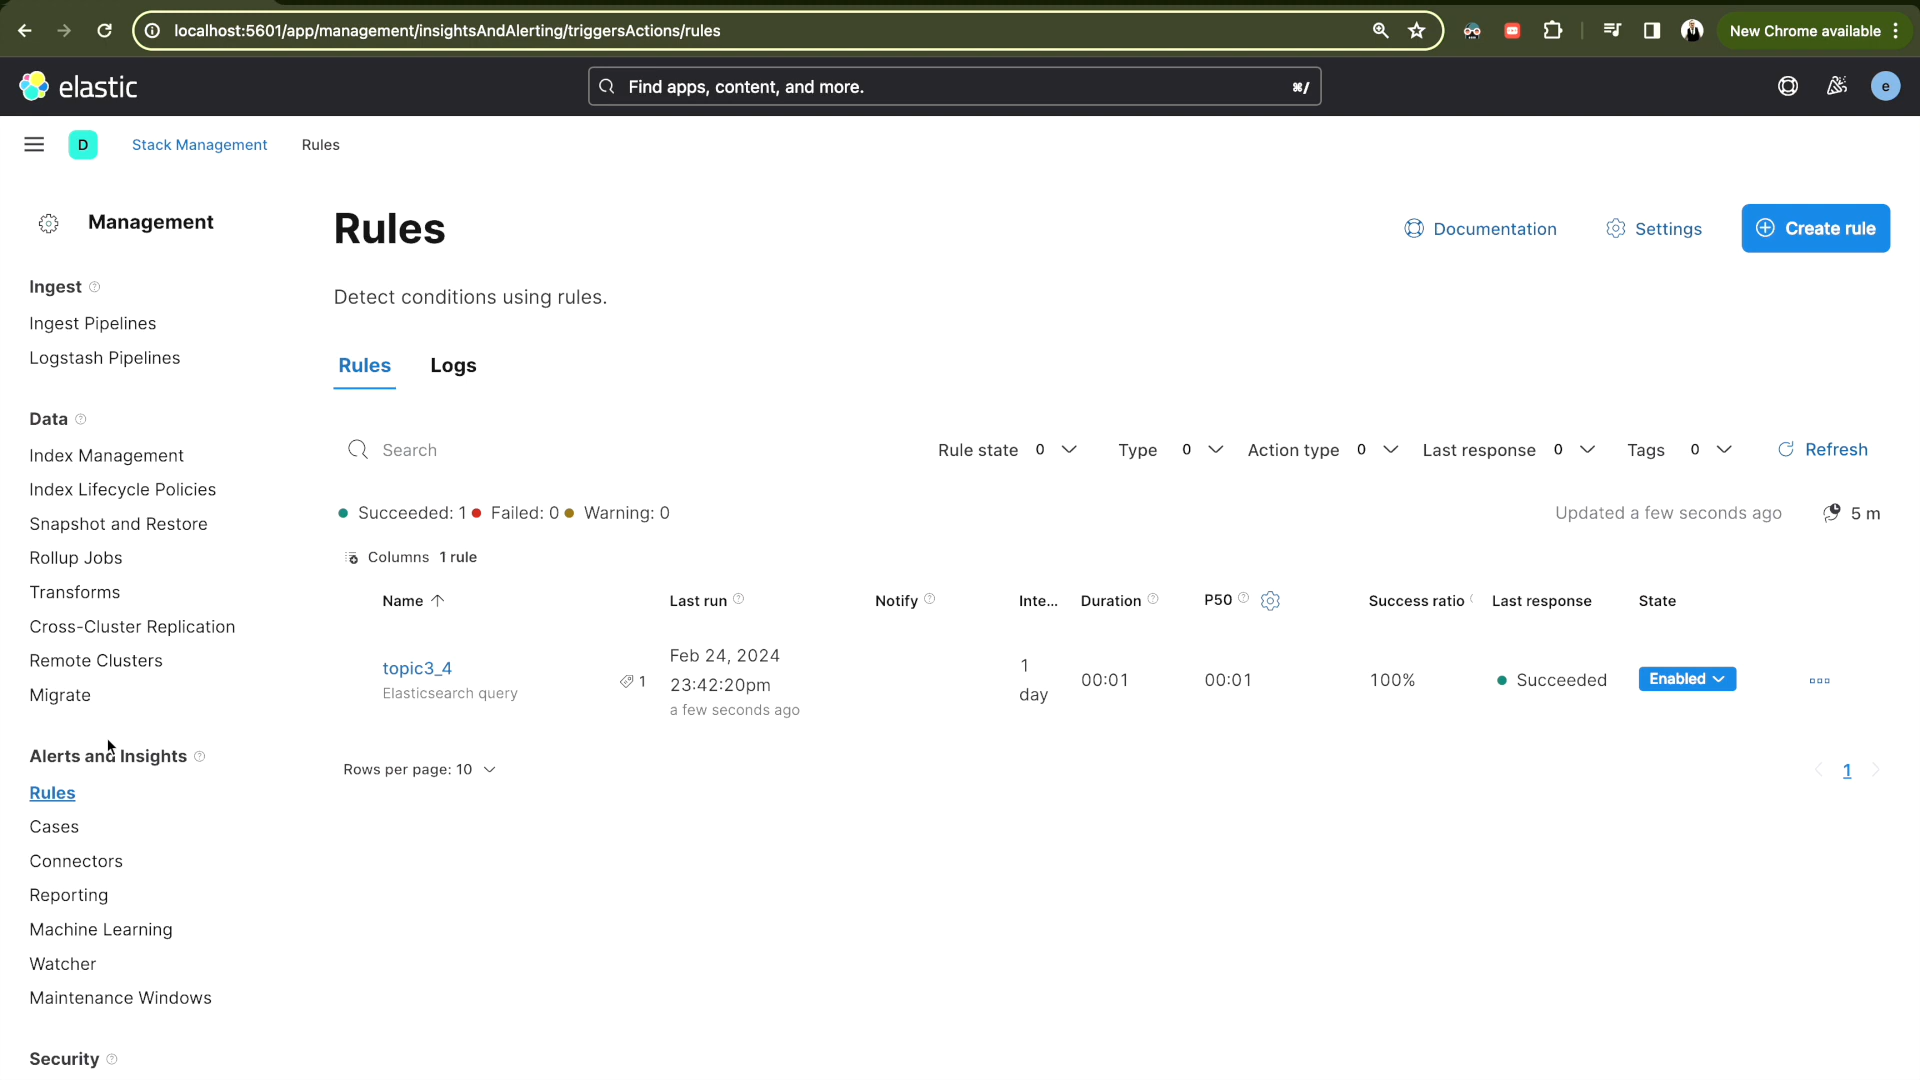 localhost:5601/app/management/insightsAndAlerting/triggersActions/rules
New Chrome available
elastic
Find apps, content, and more.
⌘/
e
D
Stack Management
Rules
Management
Ingest
Ingest Pipelines
Logstash Pipelines
Data
Index Management
Index Lifecycle Policies
Snapshot and Restore
Rollup Jobs
Transforms
Cross-Cluster Replication
Remote Clusters
Migrate
Alerts and Insights
Rules
Cases
Connectors
Reporting
Machine Learning
Watcher
Maintenance Windows
Security
Rules
Documentation
Settings
Create rule
Detect conditions using rules.
Rules
Logs
Search
Rule state 0
Type 0
Action type 0
Last response 0
Tags 0
Refresh
Succeeded: 1 Failed: 0 Warning: 0
Updated a few seconds ago
5 m
Columns 1 rule
Name Last run Notify Inte... Duration P50 Success ratio Last response State
topic3_4
Elasticsearch query
1
Feb 24, 2024
23:42:20pm
a few seconds ago
1
day
00:01
00:01
100%
Succeeded
Enabled
Rows per page: 10
1